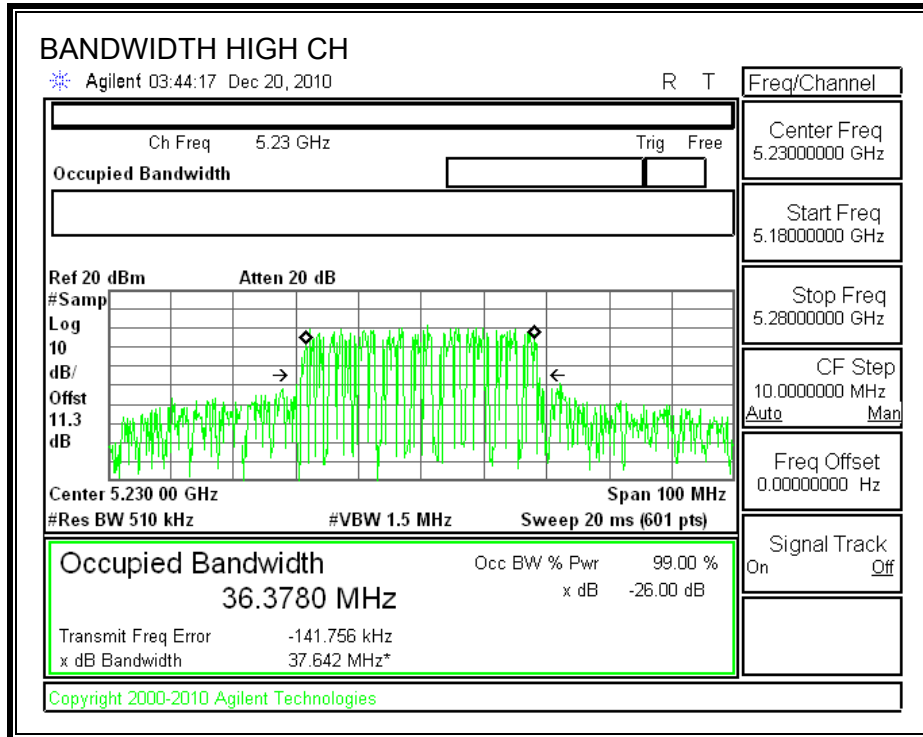 BANDWIDTH HIGH CH
Agilent 03:44:17 Dec 20, 2010 R T
Freq/Channel
Ch Freq 5.23 GHz Trig Free
Occupied Bandwidth
Center Freq
5.23000000 GHz
Start Freq
5.18000000 GHz
Stop Freq
5.28000000 GHz
CF Step
10.0000000 MHz
Auto Man
Freq Offset
0.00000000 Hz
Signal Track
On Off
Ref 20 dBm Atten 20 dB
#Samp
Log
10
dB/
Offst
11.3
dB
Center 5.230 00 GHz Span 100 MHz
#Res BW 510 kHz #VBW 1.5 MHz Sweep 20 ms (601 pts)
Occupied Bandwidth Occ BW % Pwr 99.00 %
36.3780 MHz x dB -26.00 dB
Transmit Freq Error -141.756 kHz
x dB Bandwidth 37.642 MHz*
Copyright 2000-2010 Agilent Technologies